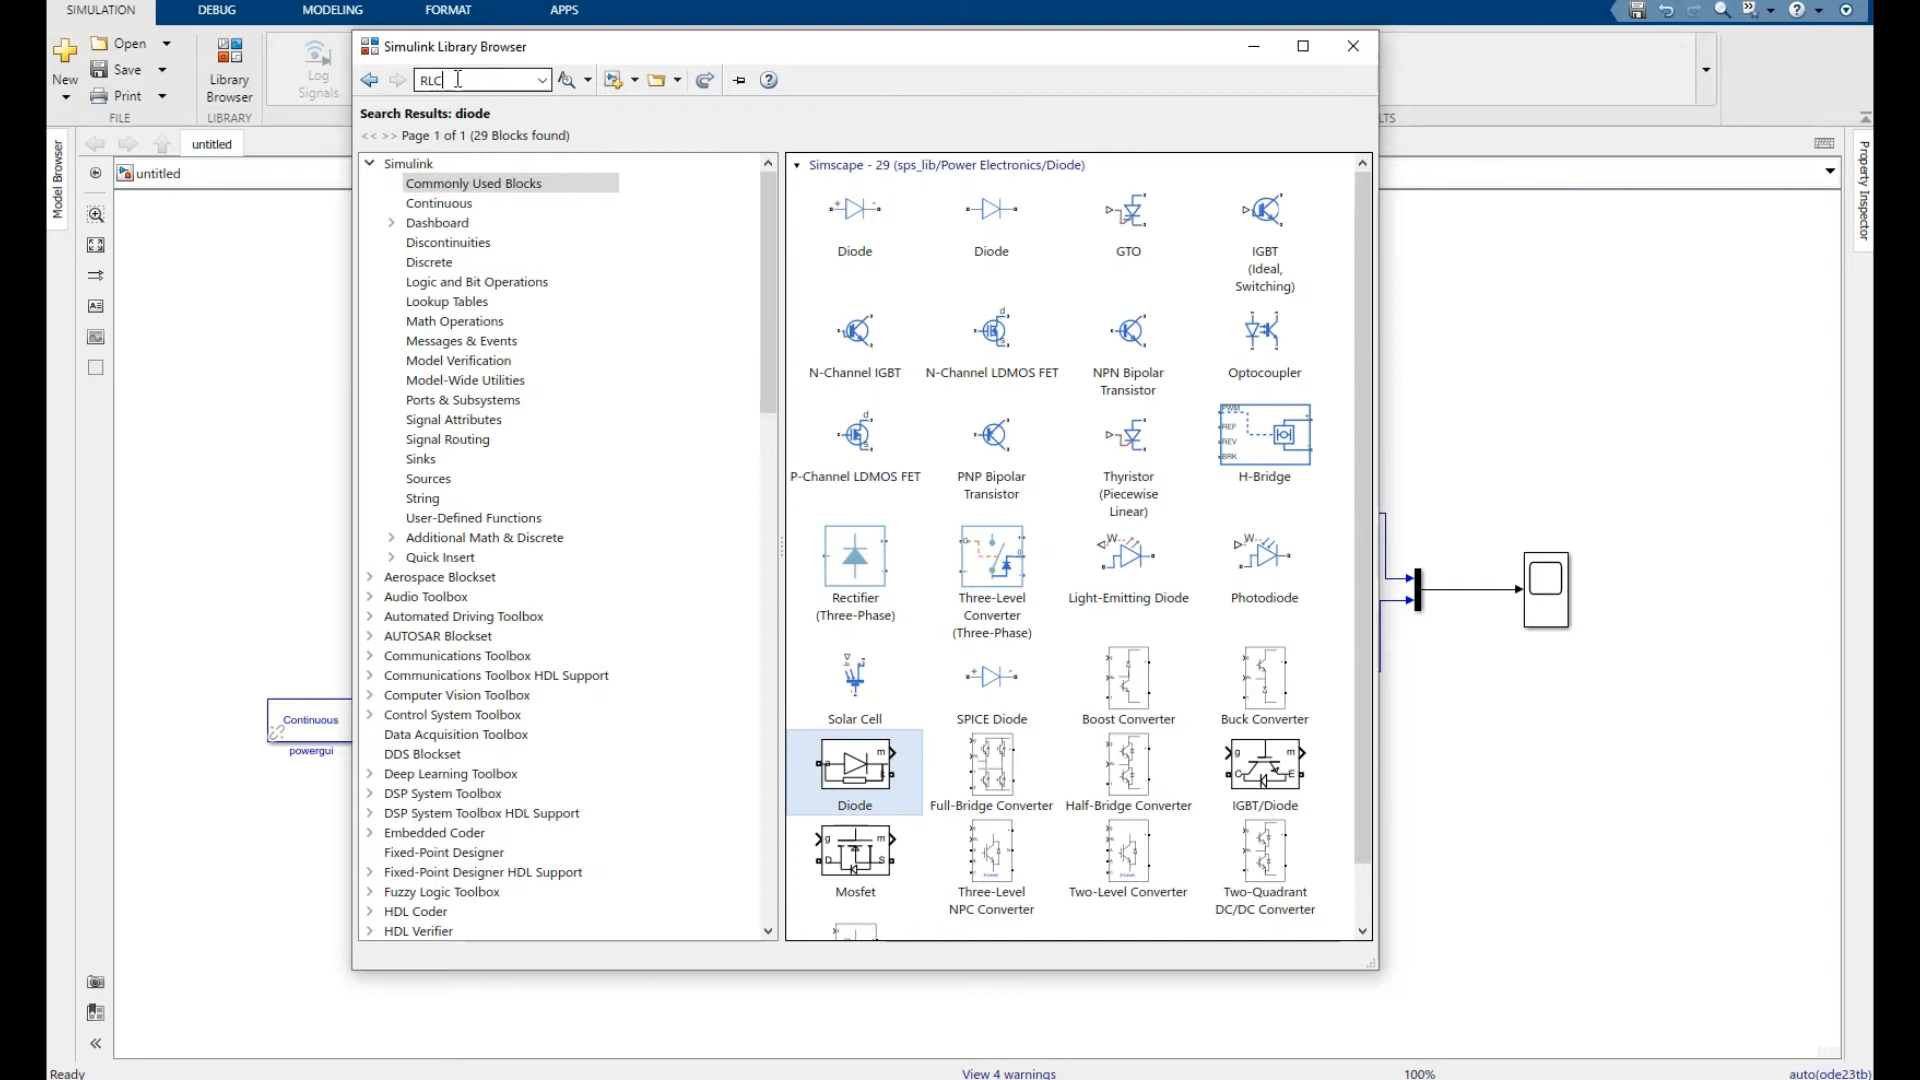 SIMULATION DEBUG MODELING FORMAT APPS
New
Open
Save
Print
FILE
Library
Browser
LIBRARY
Log
Signals
LTS
Model Browser
Property Inspector
untitled
untitled
Continuous
powergui
Simulink Library Browser
RLC
Search Results: diode
<< >> Page 1 of 1 (29 Blocks found)
Simulink
Commonly Used Blocks
Continuous
Dashboard
Discontinuities
Discrete
Logic and Bit Operations
Lookup Tables
Math Operations
Messages & Events
Model Verification
Model-Wide Utilities
Ports & Subsystems
Signal Attributes
Signal Routing
Sinks
Sources
String
User-Defined Functions
Additional Math & Discrete
Quick Insert
Aerospace Blockset
Audio Toolbox
Automated Driving Toolbox
AUTOSAR Blockset
Communications Toolbox
Communications Toolbox HDL Support
Computer Vision Toolbox
Control System Toolbox
Data Acquisition Toolbox
DDS Blockset
Deep Learning Toolbox
DSP System Toolbox
DSP System Toolbox HDL Support
Embedded Coder
Fixed-Point Designer
Fixed-Point Designer HDL Support
Fuzzy Logic Toolbox
HDL Coder
HDL Verifier
Simscape - 29 (sps_lib/Power Electronics/Diode)
Diode
Diode
GTO
IGBT
(Ideal,
Switching)
N-Channel IGBT
N-Channel LDMOS FET
NPN Bipolar
Transistor
Optocoupler
P-Channel LDMOS FET
PNP Bipolar
Transistor
Thyristor
(Piecewise
Linear)
PWM
REF
REV
BRK
H-Bridge
Rectifier
(Three-Phase)
Three-Level
Converter
(Three-Phase)
Light-Emitting Diode
Photodiode
Solar Cell
SPICE Diode
Boost Converter
Buck Converter
Diode
Full-Bridge Converter
Half-Bridge Converter
IGBT/Diode
Mosfet
Three-Level
NPC Converter
Two-Level Converter
Two-Quadrant
DC/DC Converter
Ready
View 4 warnings
100%
auto(ode23tb)